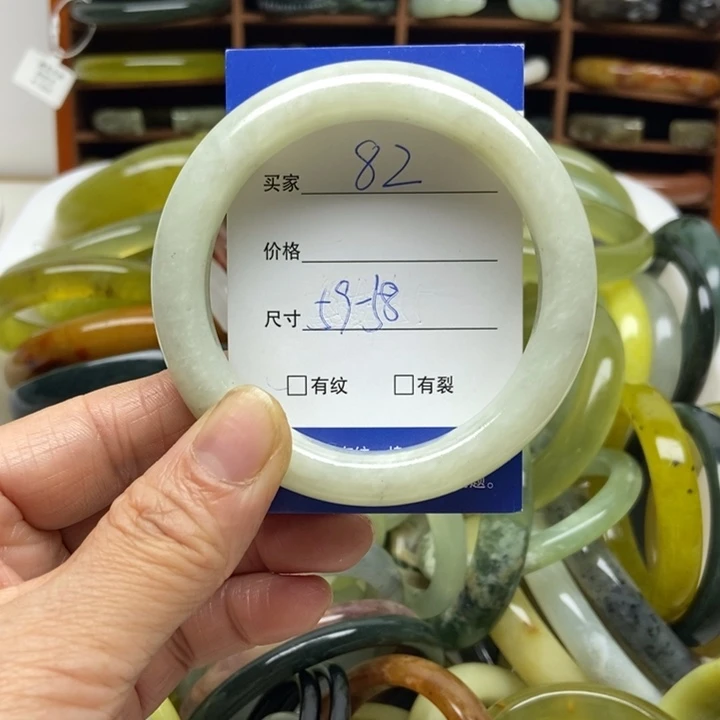 买家 82
价格
尺寸 59-58
□有纹 □有裂